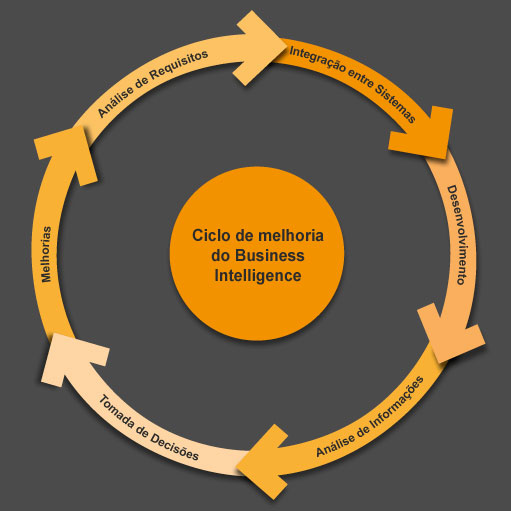 Análise de Requisitos
Integração entre Sistemas
Desenvolvimento
Análise de Informações
Tomada de Decisões
Melhorias
Ciclo de melhoria
do Business
Intelligence